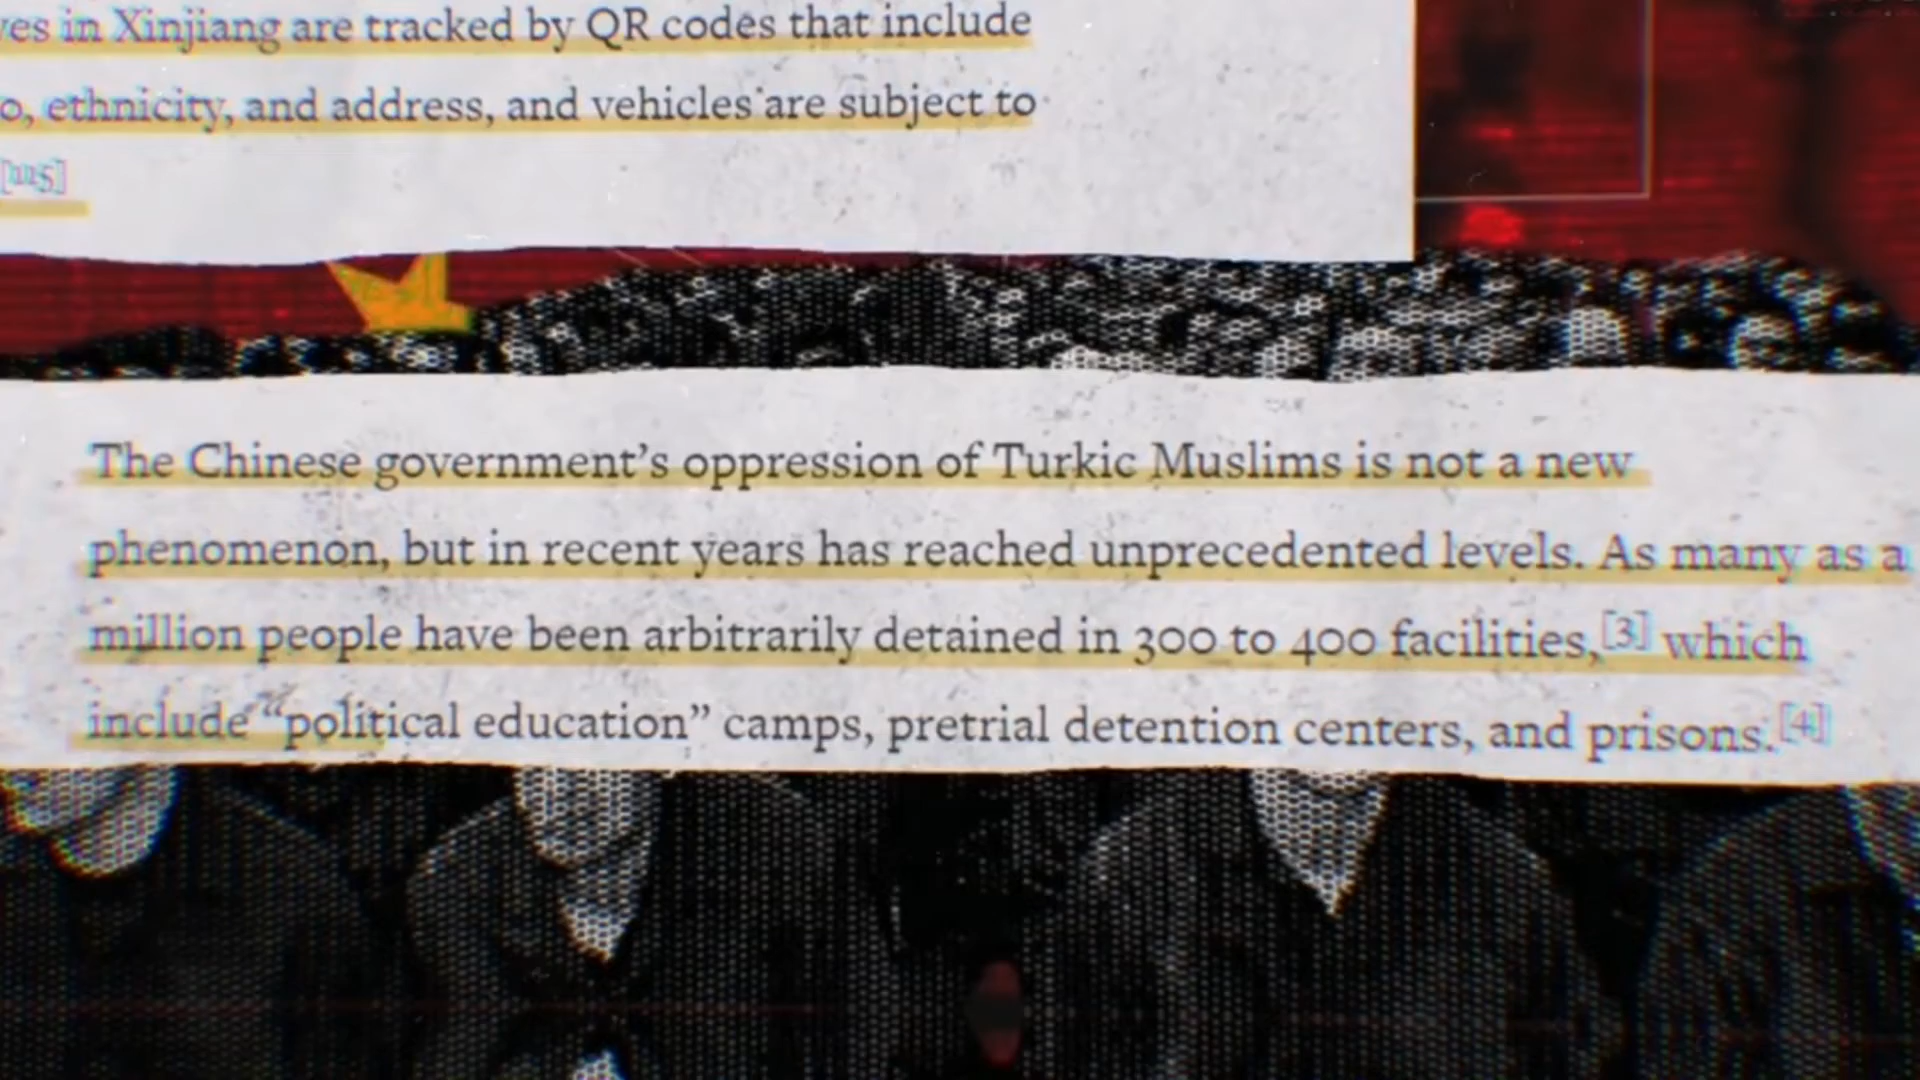 in Xinjiang are tracked by QR codes that include
ethnicity, and address, and vehicles are subject to
[115]
The Chinese government’s oppression of Turkic Muslims is not a new
phenomenon, but in recent years has reached unprecedented levels. As many as a
million people have been arbitrarily detained in 300 to 400 facilities,[3] which
include “political education” camps, pretrial detention centers, and prisons.[4]